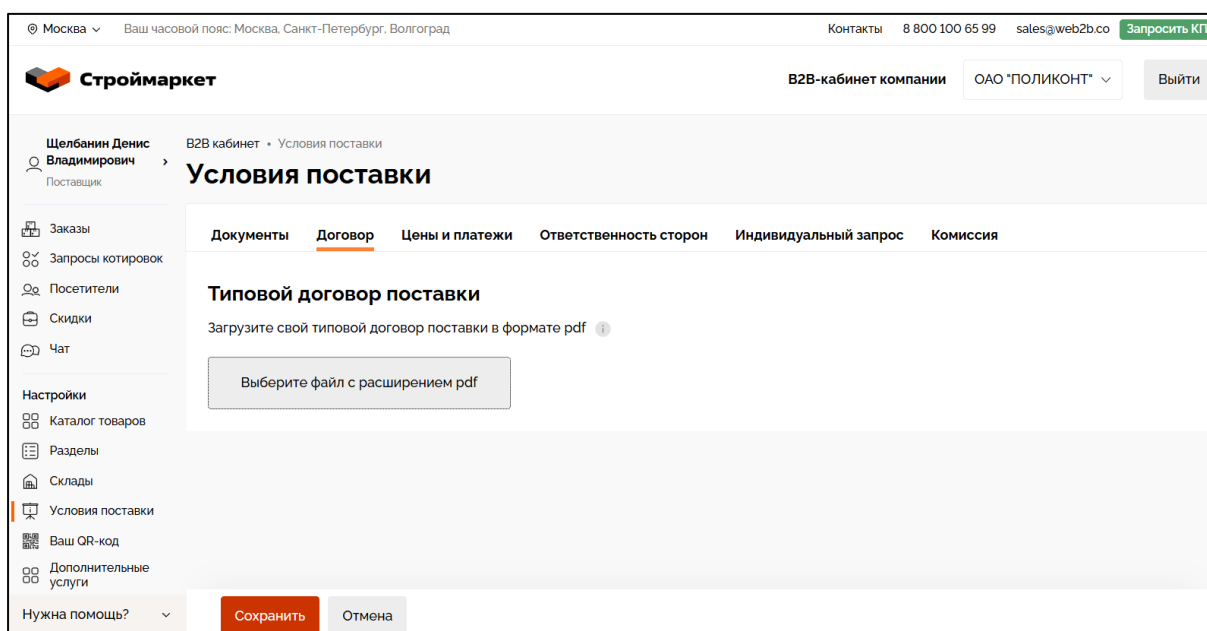 Москва
Ваш часовой пояс: Москва, Санкт-Петербург, Волгоград
Контакты
8 800 100 65 99
sales@web2b.co
Запросить КП
Строймаркет
B2B-кабинет компании
ОАО "ПОЛИКОНТ"
Выйти
Щелбанин Денис
Владимирович
Поставщик
B2B кабинет • Условия поставки
Условия поставки
Заказы
Запросы котировок
Посетители
Скидки
Чат
Настройки
Каталог товаров
Разделы
Склады
Условия поставки
Ваш QR-код
Дополнительные
услуги
Нужна помощь?
Документы
Договор
Цены и платежи
Ответственность сторон
Индивидуальный запрос
Комиссия
Типовой договор поставки
Загрузите свой типовой договор поставки в формате pdf
Выберите файл с расширением pdf
Сохранить
Отмена